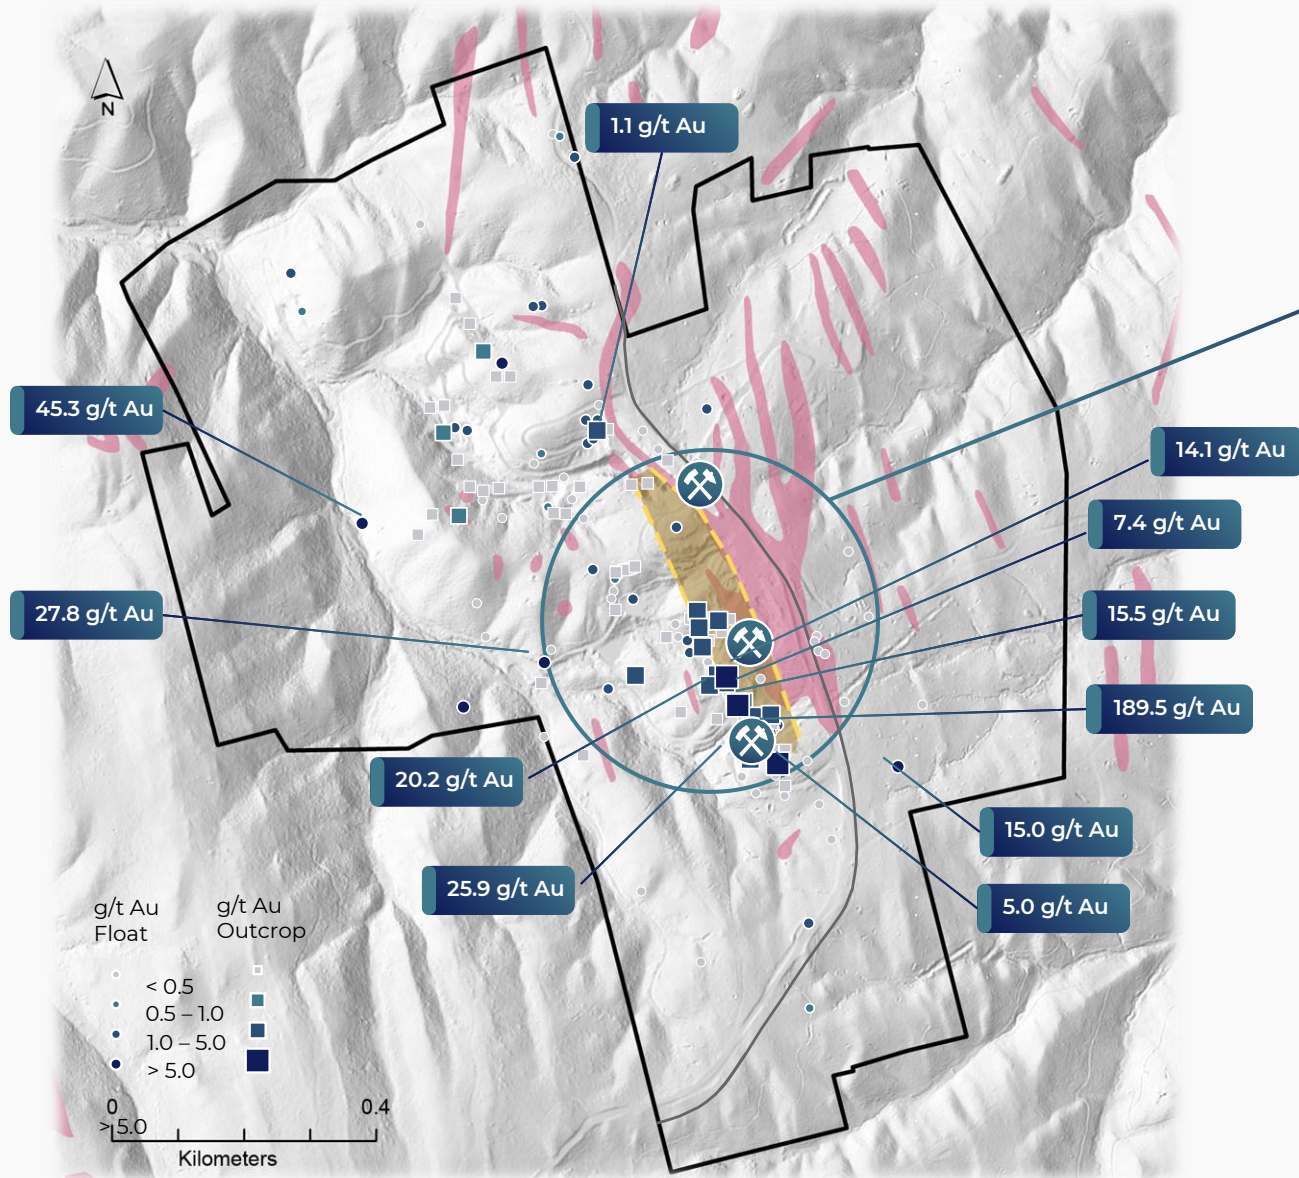 N
1.1 g/t Au
45.3 g/t Au
14.1 g/t Au
7.4 g/t Au
27.8 g/t Au
15.5 g/t Au
189.5 g/t Au
20.2 g/t Au
15.0 g/t Au
25.9 g/t Au
5.0 g/t Au
g/t Au
Float
g/t Au
Outcrop
< 0.5
0.5 – 1.0
1.0 – 5.0
> 5.0
0
0.4
> 5.0
Kilometers